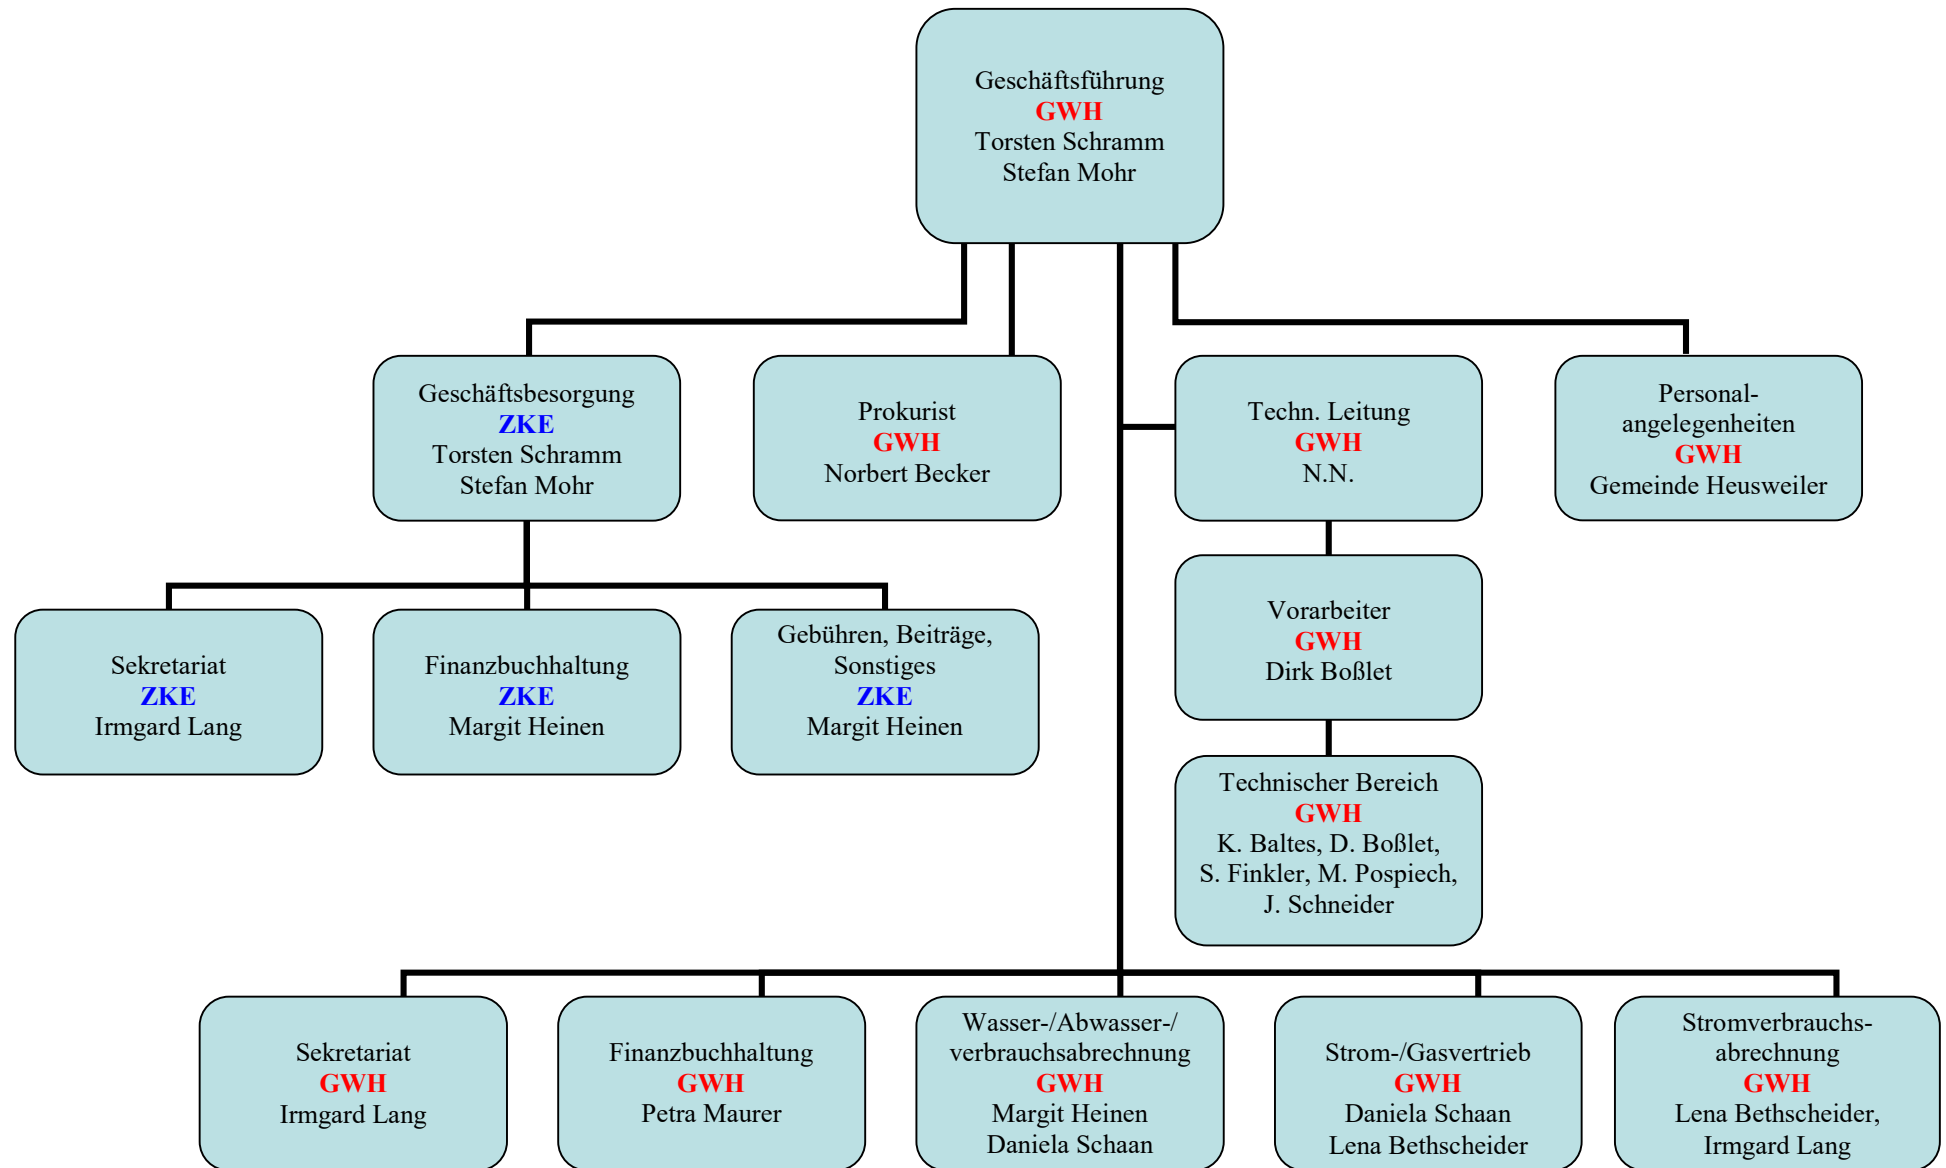 Geschäftsführung
GWH
Torsten Schramm
Stefan Mohr
Geschäftsbesorgung
ZKE
Torsten Schramm
Stefan Mohr
Prokurist
GWH
Norbert Becker
Techn. Leitung
GWH
N.N.
Personal-
angelegenheiten
GWH
Gemeinde Heusweiler
Vorarbeiter
GWH
Dirk Boßlet
Sekretariat
ZKE
Irmgard Lang
Finanzbuchhaltung
ZKE
Margit Heinen
Gebühren, Beiträge,
Sonstiges
ZKE
Margit Heinen
Technischer Bereich
GWH
K. Baltes, D. Boßlet,
S. Finkler, M. Pospiech,
J. Schneider
Sekretariat
GWH
Irmgard Lang
Finanzbuchhaltung
GWH
Petra Maurer
Wasser-/Abwasser-/
verbrauchsabrechnung
GWH
Margit Heinen
Daniela Schaan
Strom-/Gasvertrieb
GWH
Daniela Schaan
Lena Bethscheider
Stromverbrauchs-
abrechnung
GWH
Lena Bethscheider,
Irmgard Lang